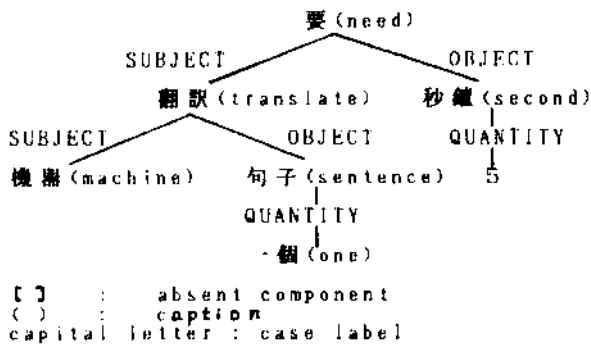 要(need)
SUBJECT OBJECT
翻訳(translate) 秒鐘(second)
SUBJECT OBJECT QUANTITY
機器(machine) 句子(sentence) 5
QUANTITY
一個(one)
[ ] : absent component
( ) : caption
capital letter : case label